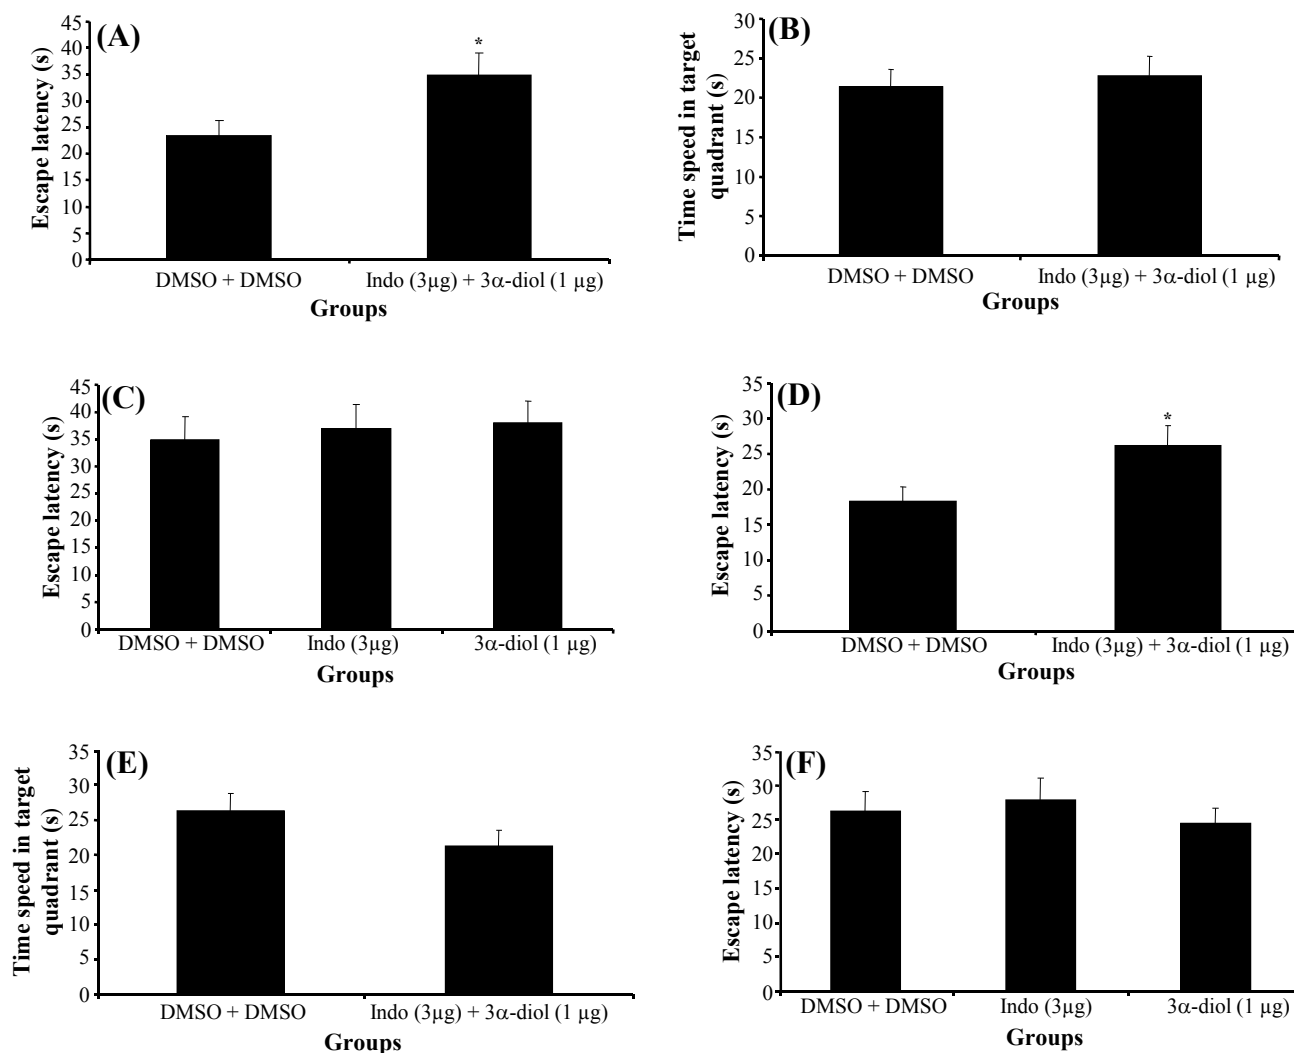 (A)
Escape latency (s)
45
40
35
30
25
20
15
10
5
0
*
DMSO + DMSO
Indo (3µg) + 3α-diol (1 µg)
Groups
(B)
Time speed in target
quadrant (s)
30
25
20
15
10
5
0
DMSO + DMSO
Indo (3µg) + 3α-diol (1 µg)
Groups
(C)
Escape latency (s)
45
40
35
30
25
20
15
10
5
0
DMSO + DMSO
Indo (3µg)
3α-diol (1 µg)
Groups
(D)
Escape latency (s)
35
30
25
20
15
10
5
0
*
DMSO + DMSO
Indo (3µg) + 3α-diol (1 µg)
Groups
(E)
Time speed in target
quadrant (s)
35
30
25
20
15
10
5
0
DMSO + DMSO
Indo (3µg) + 3α-diol (1 µg)
Groups
(F)
Escape latency (s)
35
30
25
20
15
10
5
0
DMSO + DMSO
Indo (3µg)
3α-diol (1 µg)
Groups